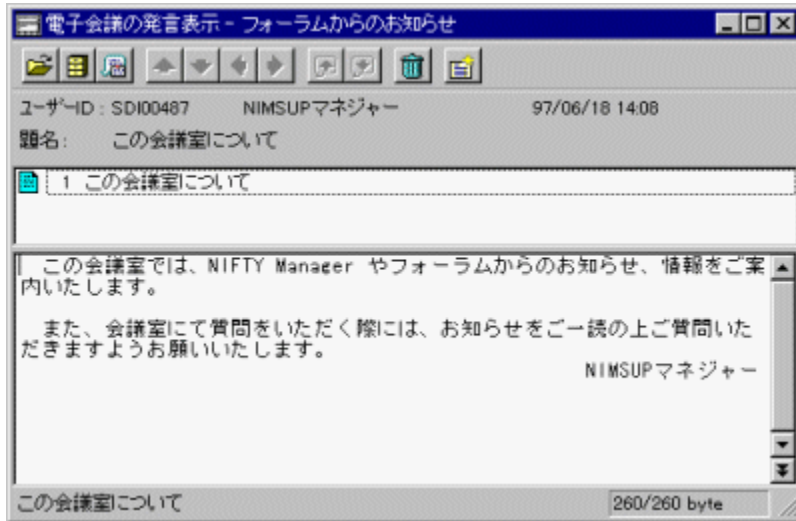 電子会議の発言表示 - フォーラムからのお知らせ
ユーザーID : SDI00487 NIMSUPマネジャー 97/06/18 14:08
題名 : この会議室について
1 この会議室について
この会議室では、NIFTY Manager やフォーラムからのお知らせ、情報をご案
内いたします。
また、会議室にて質問をいただく際には、お知らせをご一読の上ご質問いた
だきますようお願いいたします。
NIMSUPマネジャー
この会議室について 260/260 byte